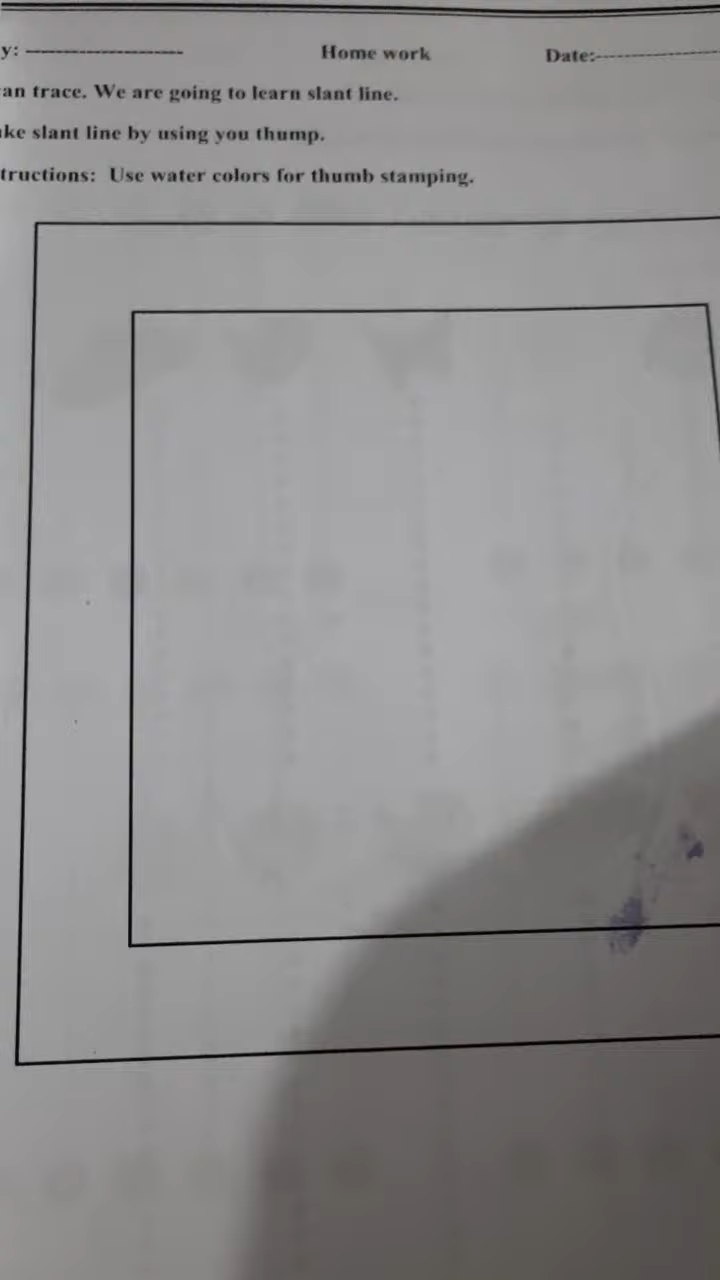 y: Home work Date:
an trace. We are going to learn slant line.
ke slant line by using you thump.
tructions: Use water colors for thumb stamping.